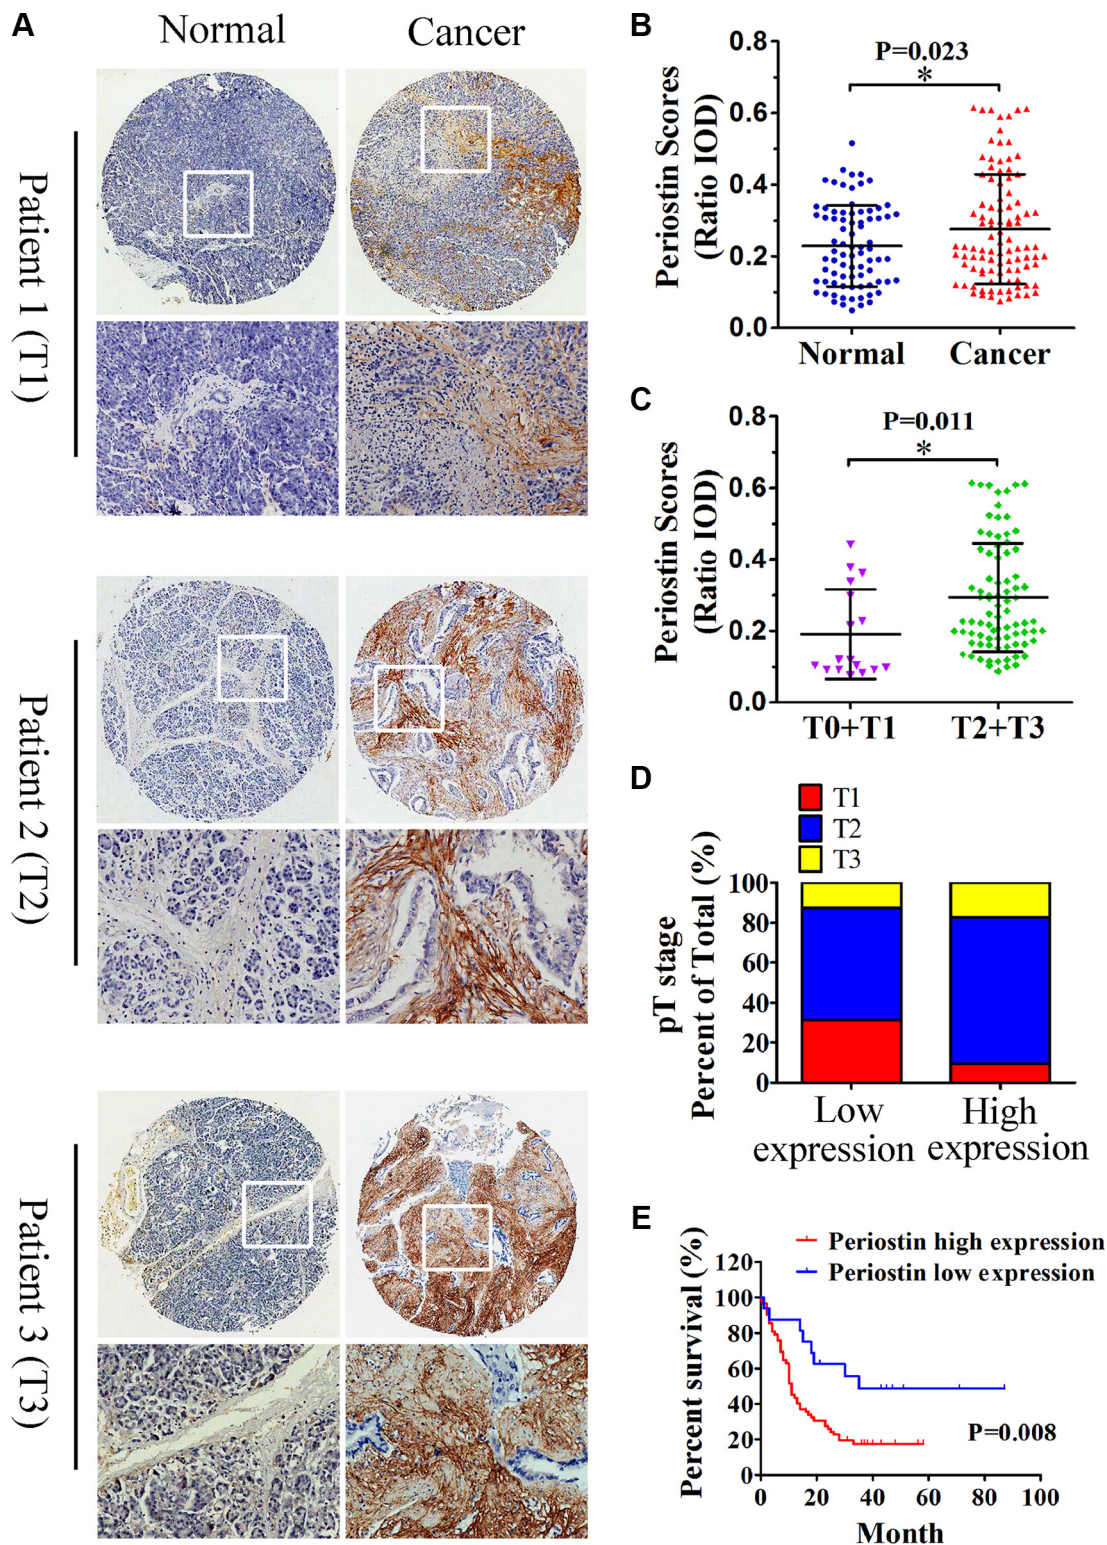 A
Normal
Cancer
Patient 1 (T1)
Patient 2 (T2)
Patient 3 (T3)
B
P=0.023
*
Periostin Scores
(Ratio IOD)
0.8
0.6
0.4
0.2
0.0
Normal
Cancer
C
P=0.011
*
Periostin Scores
(Ratio IOD)
0.8
0.6
0.4
0.2
0.0
T0+T1
T2+T3
D
T1
T2
T3
pT stage
Percent of Total (%)
100
80
60
40
20
0
Low
expression
High
expression
E
Periostin high expression
Periostin low expression
Percent survival (%)
120
100
80
60
40
20
0
P=0.008
0
20
40
60
80
100
Month